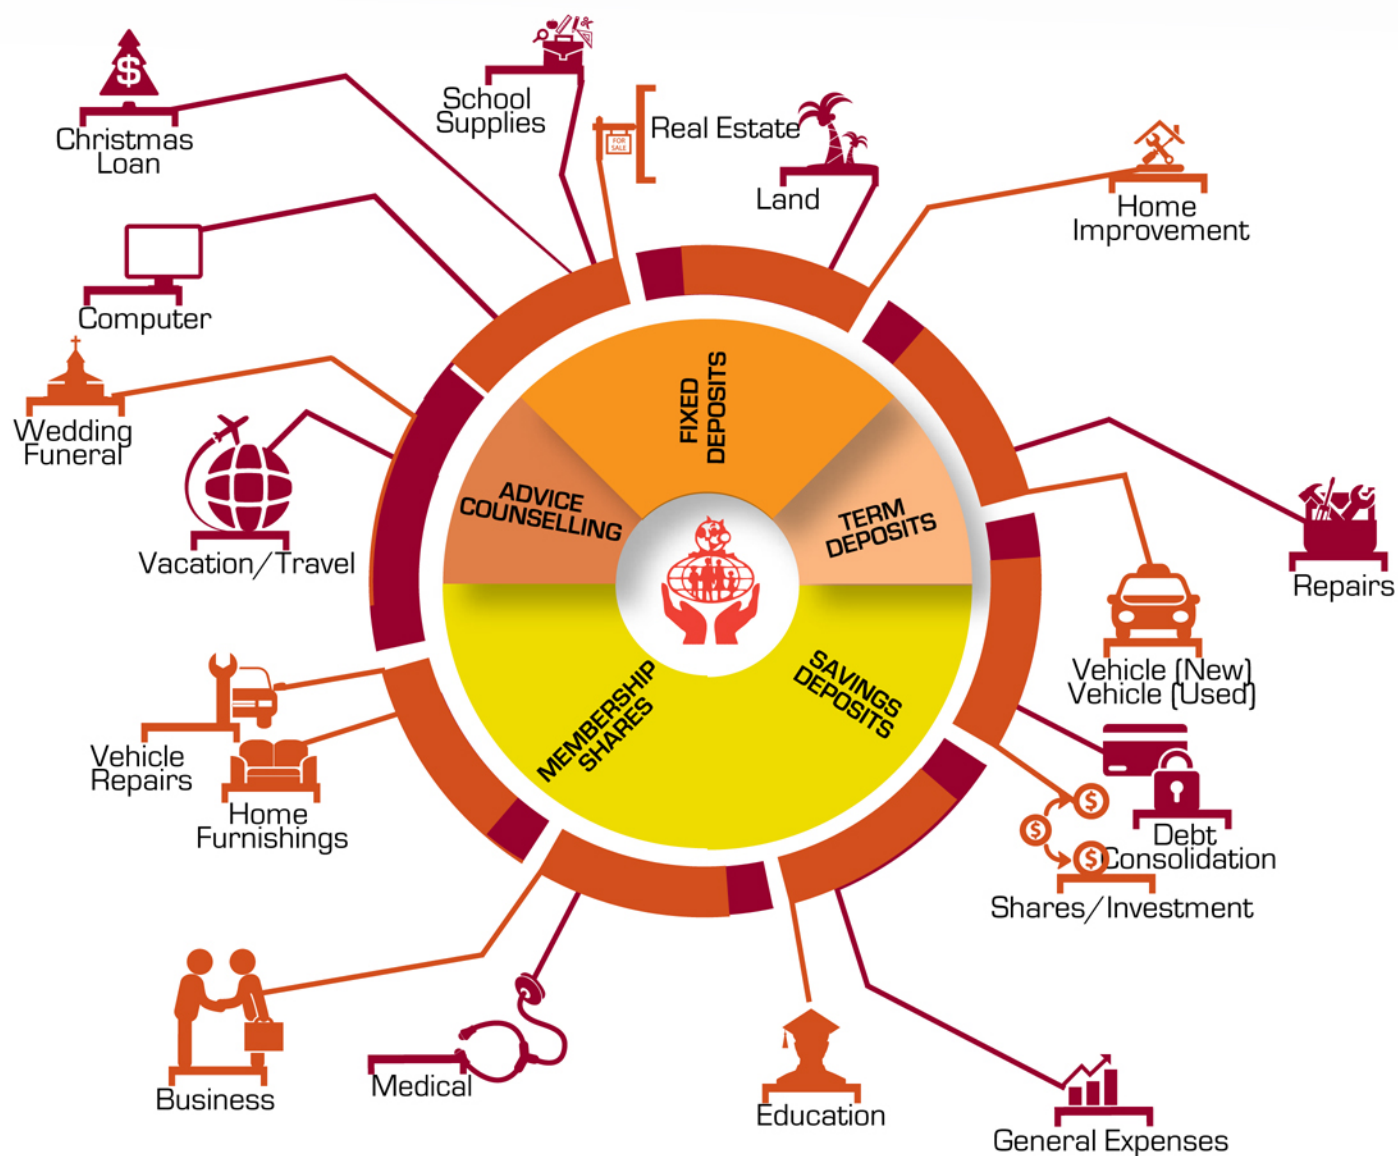 $
Christmas
Loan
School
Supplies
FOR
SALE
Real Estate
Land
Home
Improvement
Computer
Wedding
Funeral
Vacation/Travel
FIXED
DEPOSITS
ADVICE
COUNSELLING
TERM
DEPOSITS
MEMBERSHIP
SHARES
SAVINGS
DEPOSITS
Repairs
Vehicle (New)
Vehicle (Used)
Vehicle
Repairs
Home
Furnishings
Debt
Consolidation
$
$
$
Shares/Investment
Business
Medical
Education
General Expenses